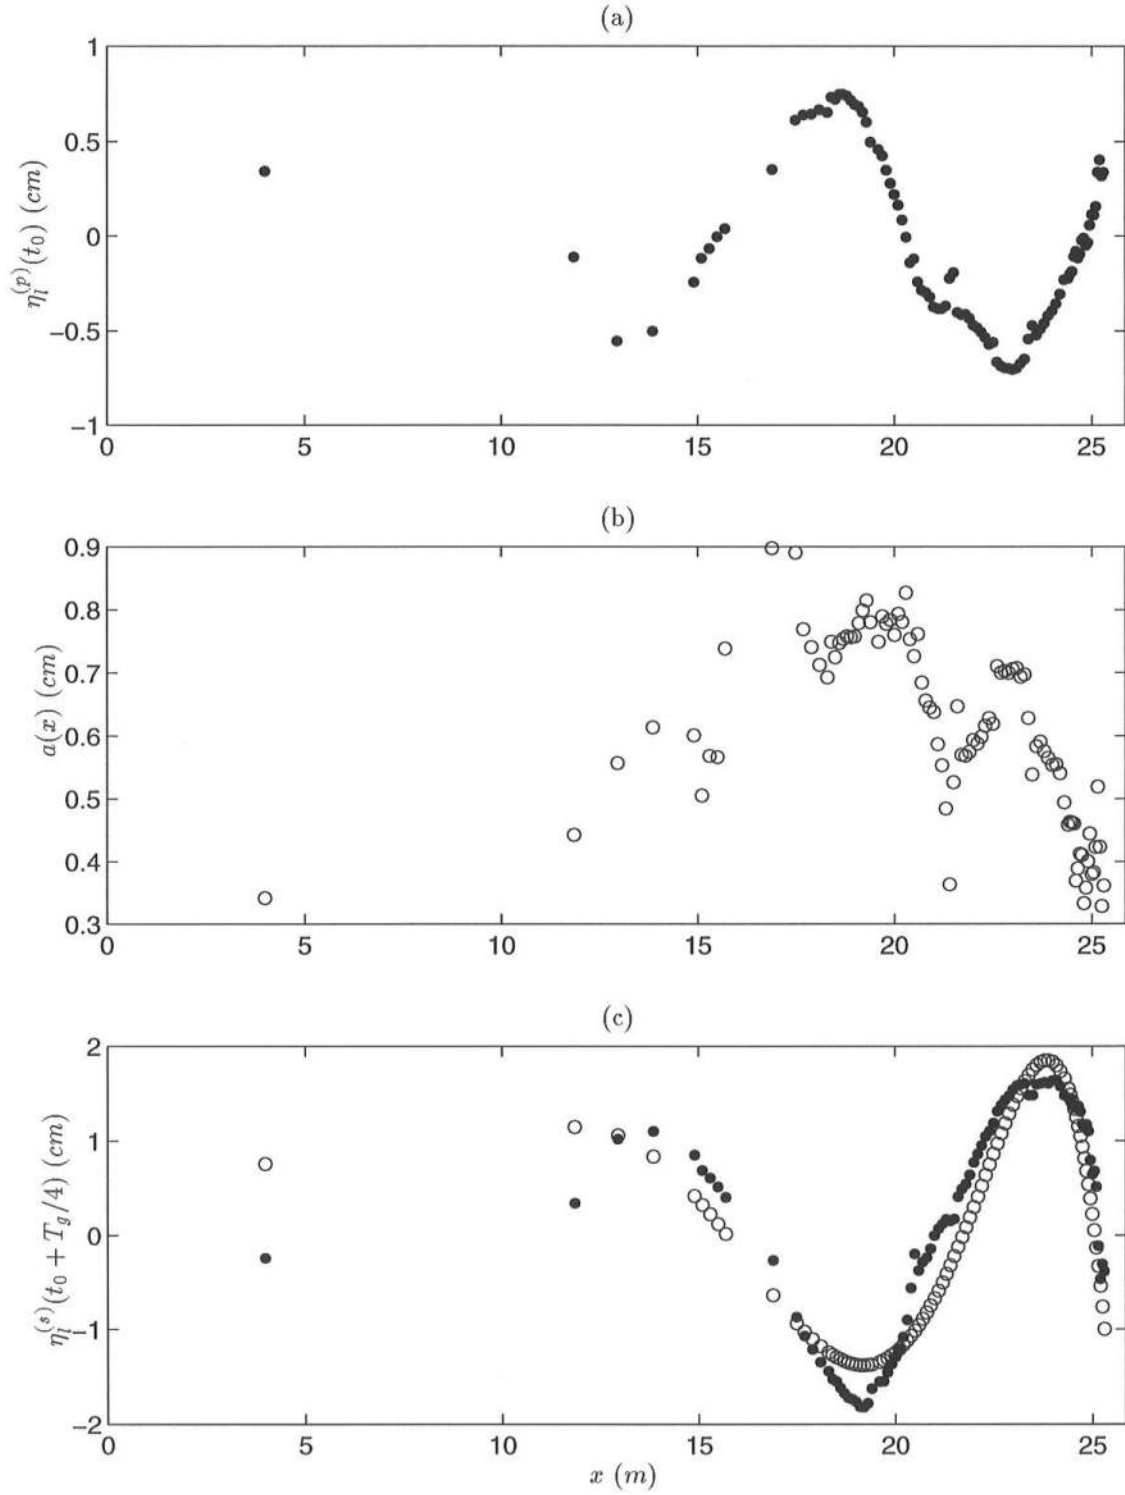 (a)
1
0.5
0
−0.5
−1
η_l^(p)(t_0) (cm)
0 5 10 15 20 25
(b)
0.9
0.8
0.7
0.6
0.5
0.4
0.3
a(x) (cm)
0 5 10 15 20 25
(c)
2
1
0
−1
−2
η_l^(s)(t_0 + T_g/4) (cm)
0 5 10 15 20 25
x (m)